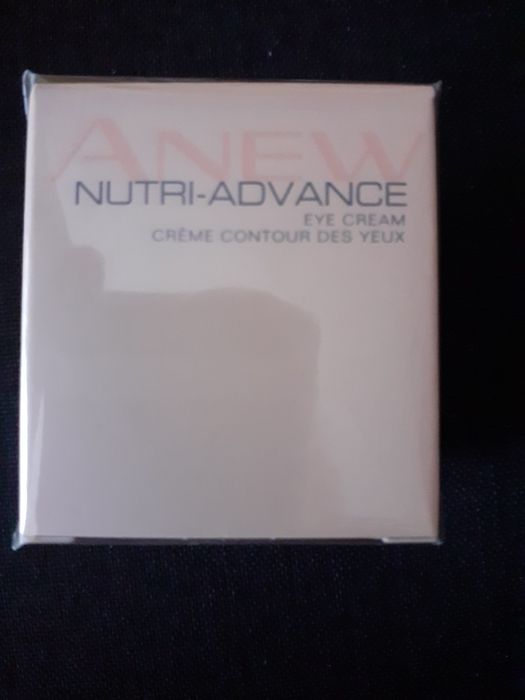 ANEW
NUTRI-ADVANCE
EYE CREAM
CRÈME CONTOUR DES YEUX